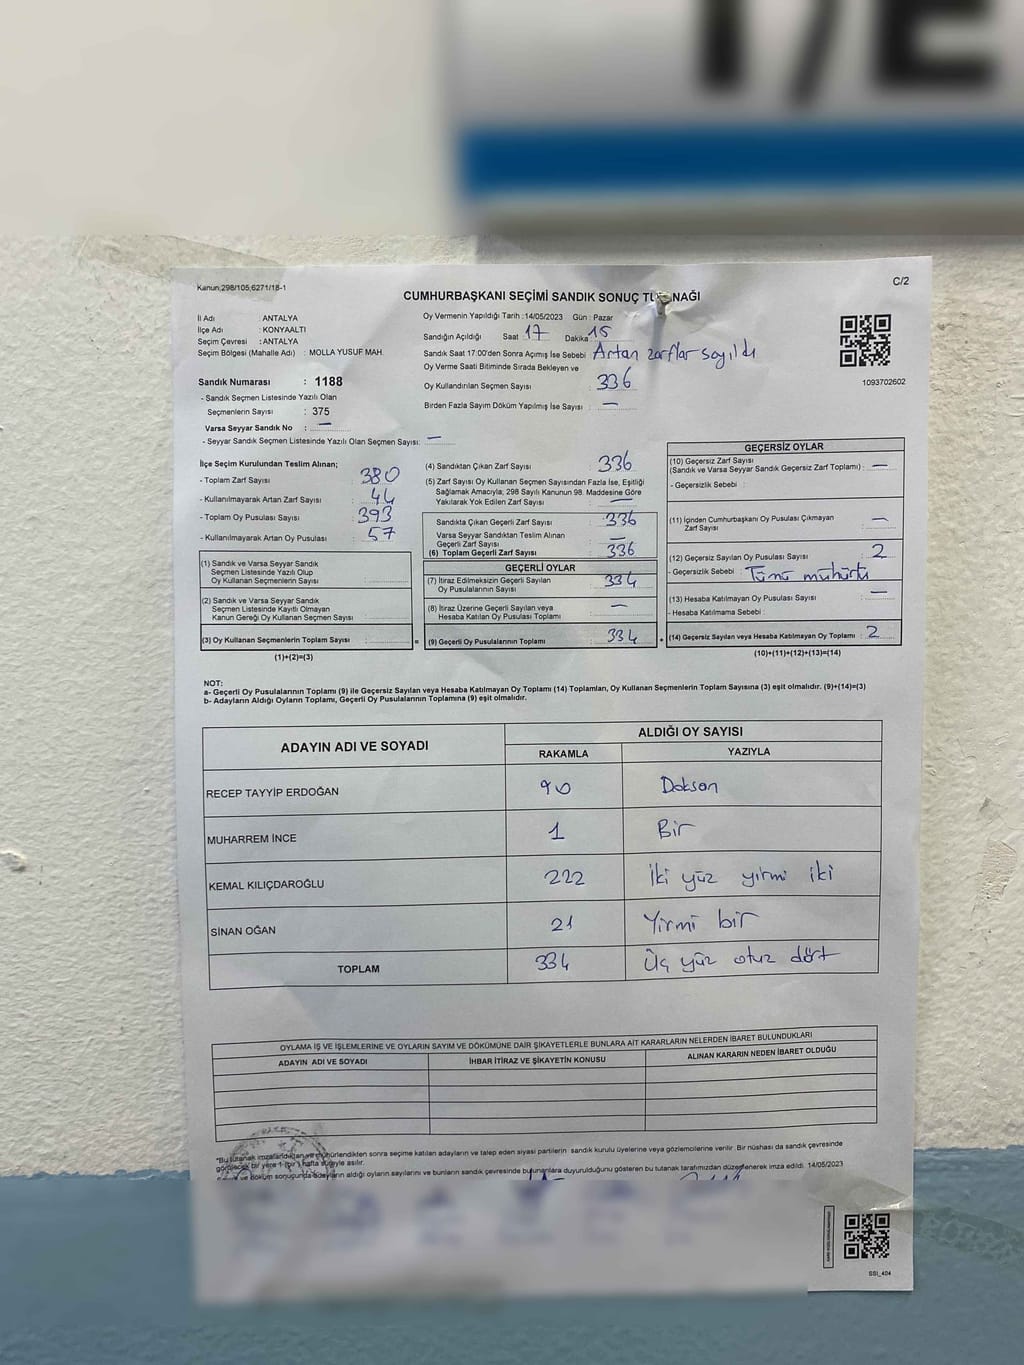 Kanun,298/105,6271/18-1
C/2
CUMHURBAŞKANI SEÇİMİ SANDIK SONUÇ TUTANAĞI
İl Adı : ANTALYA
İlçe Adı : KONYAALTI
Seçim Çevresi : ANTALYA
Seçim Bölgesi (Mahalle Adı) : MOLLA YUSUF MAH.
Sandık Numarası : 1188
- Sandık Seçmen Listesinde Yazılı Olan
Seçmenlerin Sayısı : 375
Varsa Seyyar Sandık No : —
- Seyyar Sandık Seçmen Listesinde Yazılı Olan Seçmen Sayısı: —
Oy Vermenin Yapıldığı Tarih :14/05/2023 Gün : Pazar
Sandığın Açıldığı Saat 17 Dakika 15
Sandık Saat 17:00'den Sonra Açımış İse Sebebi Artan zarflar sayıldı
Oy Verme Saati Bitiminde Sırada Bekleyen ve
Oy Kullandırılan Seçmen Sayısı 336
Birden Fazla Sayım Döküm Yapılmış İse Sayısı : —
1093702602
İlçe Seçim Kurulundan Teslim Alınan;
- Toplam Zarf Sayısı : 380
- Kullanılmayarak Artan Zarf Sayısı : 44
- Toplam Oy Pusulası Sayısı : 393
- Kullanılmayarak Artan Oy Pusulası : 57
(1) Sandık ve Varsa Seyyar Sandık
Seçmen Listesinde Yazılı Olup
Oy Kullanan Seçmenlerin Sayısı :
(2) Sandık ve Varsa Seyyar Sandık
Seçmen Listesinde Kayıtlı Olmayan
Kanun Gereği Oy Kullanan Seçmen Sayısı :
(3) Oy Kullanan Seçmenlerin Toplam Sayısı :
(1)+(2)=(3)
(4) Sandıktan Çıkan Zarf Sayısı : 336
(5) Zarf Sayısı Oy Kullanan Seçmen Sayısından Fazla İse, Eşitliği
Sağlamak Amacıyla; 298 Sayılı Kanunun 98. Maddesine Göre
Yakılarak Yok Edilen Zarf Sayısı : —
Sandıkta Çıkan Geçerli Zarf Sayısı : 336
Varsa Seyyar Sandıktan Teslim Alınan
Geçerli Zarf Sayısı : —
(6) Toplam Geçerli Zarf Sayısı : 336
GEÇERLİ OYLAR
(7) İtiraz Edilmeksizin Geçerli Sayılan
Oy Pusulalarının Sayısı : 334
(8) İtiraz Üzerine Geçerli Sayılan veya
Hesaba Katılan Oy Pusulası Toplamı : —
= (9) Geçerli Oy Pusulalarının Toplamı : 334
GEÇERSİZ OYLAR
(10) Geçersiz Zarf Sayısı
(Sandık ve Varsa Seyyar Sandık Geçersiz Zarf Toplamı) : —
- Geçersizlik Sebebi :
(11) İçinden Cumhurbaşkanı Oy Pusulası Çıkmayan
Zarf Sayısı : —
(12) Geçersiz Sayılan Oy Pusulası Sayısı : 2
- Geçersizlik Sebebi : Tümü mühürlü
(13) Hesaba Katılmayan Oy Pusulası Sayısı : —
- Hesaba Katılmama Sebebi :
+ (14) Geçersiz Sayılan veya Hesaba Katılmayan Oy Toplamı : 2
(10)+(11)+(12)+(13)=(14)
NOT:
a- Geçerli Oy Pusulalarının Toplamı (9) ile Geçersiz Sayılan veya Hesaba Katılmayan Oy Toplamı (14) Toplamları, Oy Kullanan Seçmenlerin Toplam Sayısına (3) eşit olmalıdır. (9)+(14)=(3)
b- Adayların Aldığı Oyların Toplamı, Geçerli Oy Pusulalarının Toplamına (9) eşit olmalıdır.
ADAYIN ADI VE SOYADI
ALDIĞI OY SAYISI
RAKAMLA YAZIYLA
RECEP TAYYİP ERDOĞAN 90 Doksan
MUHARREM İNCE 1 Bir
KEMAL KILIÇDAROĞLU 222 İki yüz yirmi iki
SİNAN OĞAN 21 Yirmi bir
TOPLAM 334 Üç yüz otuz dört
OYLAMA İŞ VE İŞLEMLERİNE VE OYLARIN SAYIM VE DÖKÜMÜNE DAİR ŞİKAYETLERLE BUNLARA AİT KARARLARIN NELERDEN İBARET BULUNDUKLARI
ADAYIN ADI VE SOYADI İHBAR İTİRAZ VE ŞİKAYETİN KONUSU ALINAN KARARIN NEDEN İBARET OLDUĞU
*Bu tutanak imzalandıktan ve mühürlendikten sonra seçime katılan adayların ve talep eden siyasi partilerin sandık kurulu üyelerine veya gözlemcilerine verilir. Bir nüshası da sandık çevresinde
görülecek bir yere 1 (bir) hafta süreyle asılır.
ve döküm sonuçunda adayların aldığı oyların sayılarını ve bunların sandık çevresinde bulunanlara duyurulduğunu gösteren bu tutanak tarafımızdan düzenlenerek imza edildi. 14/05/2023
SSI_404